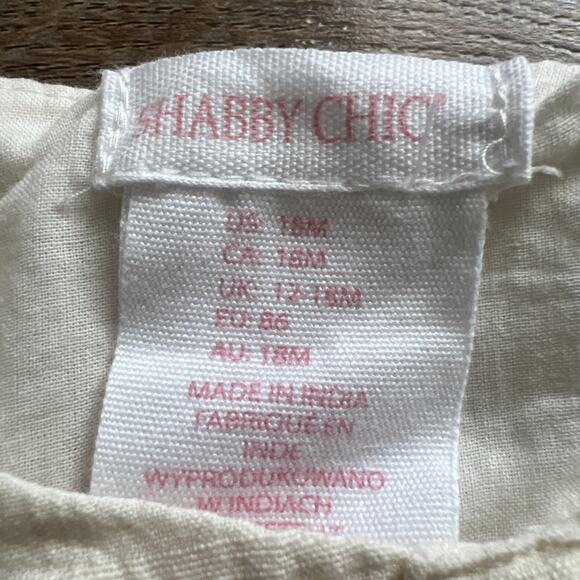 SHABBY CHIC®
US: 18M
CA: 18M
UK: 12-18M
EU: 86
AU: 18M
MADE IN INDIA
FABRIQUÉ EN
INDE
WYPRODUKOWANO
W INDIACH